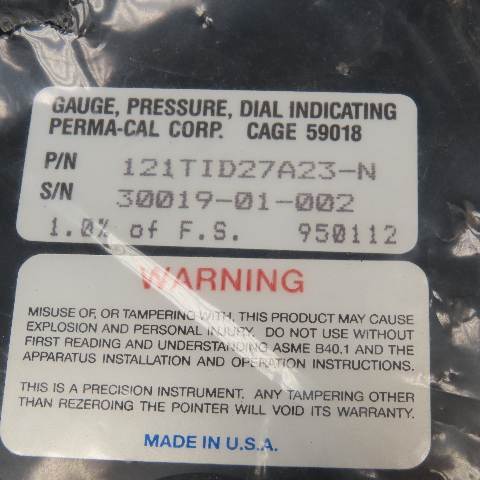 GAUGE, PRESSURE, DIAL INDICATING
PERMA-CAL CORP. CAGE 59018
P/N 121TID27A23-N
S/N 30019-01-002
1.0% of F.S. 950112
WARNING
MISUSE OF, OR TAMPERING WITH, THIS PRODUCT MAY CAUSE
EXPLOSION AND PERSONAL INJURY. DO NOT USE WITHOUT
FIRST READING AND UNDERSTANDING ASME B40.1 AND THE
APPARATUS INSTALLATION AND OPERATION INSTRUCTIONS.
THIS IS A PRECISION INSTRUMENT. ANY TAMPERING OTHER
THAN REZEROING THE POINTER WILL VOID ITS WARRANTY.
MADE IN U.S.A.